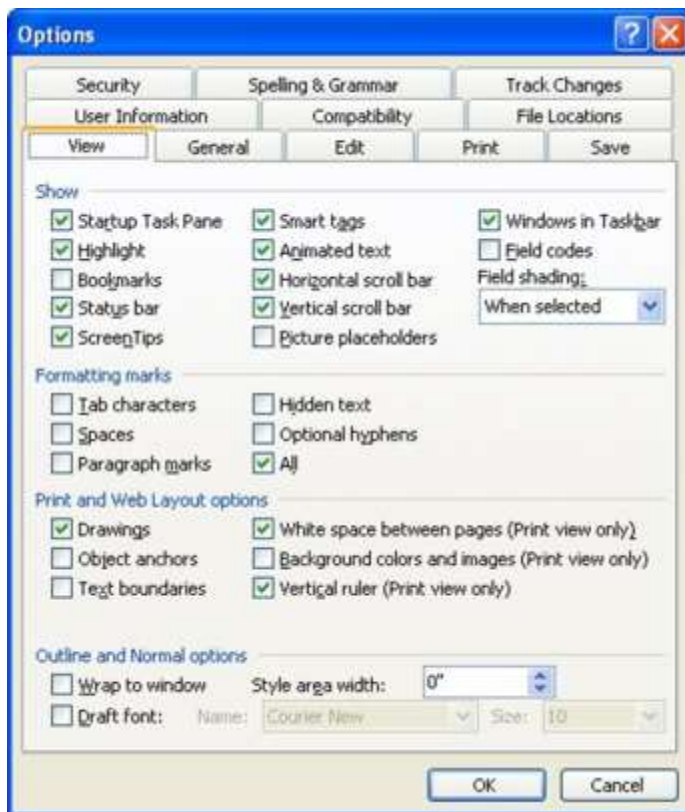 Options
Security Spelling & Grammar Track Changes
User Information Compatibility File Locations
View General Edit Print Save
Show
Startup Task Pane Smart tags Windows in Taskbar
Highlight Animated text Field codes
Bookmarks Horizontal scroll bar Field shading:
Status bar Vertical scroll bar When selected
ScreenTips Picture placeholders
Formatting marks
Tab characters Hidden text
Spaces Optional hyphens
Paragraph marks All
Print and Web Layout options
Drawings White space between pages (Print view only)
Object anchors Background colors and images (Print view only)
Text boundaries Vertical ruler (Print view only)
Outline and Normal options
Wrap to window Style area width: 0"
Draft font: Name: Courier New Size: 10
OK Cancel